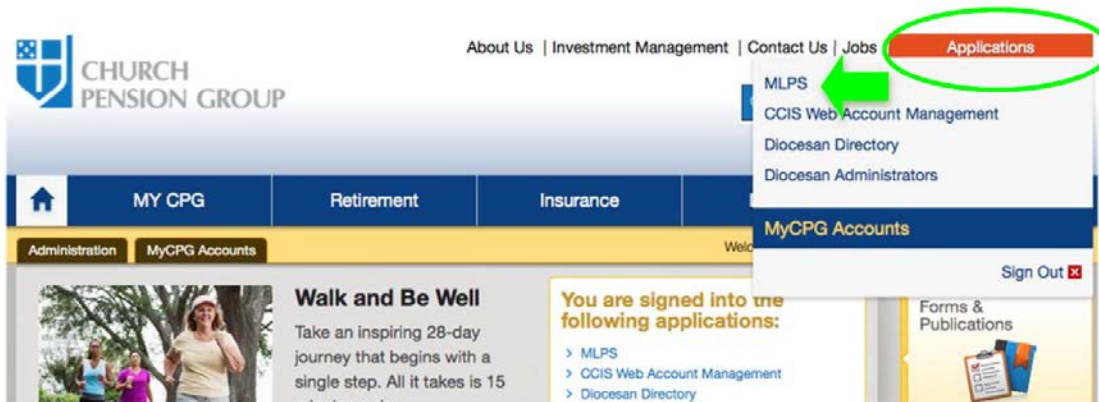 About Us | Investment Management | Contact Us | Jobs
Applications
CHURCH
PENSION GROUP
MLPS
CCIS Web Account Management
Diocesan Directory
Diocesan Administrators
MyCPG Accounts
Sign Out
MY CPG
Retirement
Insurance
Administration
MyCPG Accounts
Walk and Be Well
Take an inspiring 28-day
journey that begins with a
single step. All it takes is 15
You are signed into the
following applications:
> MLPS
> CCIS Web Account Management
> Diocesan Directory
Forms &
Publications